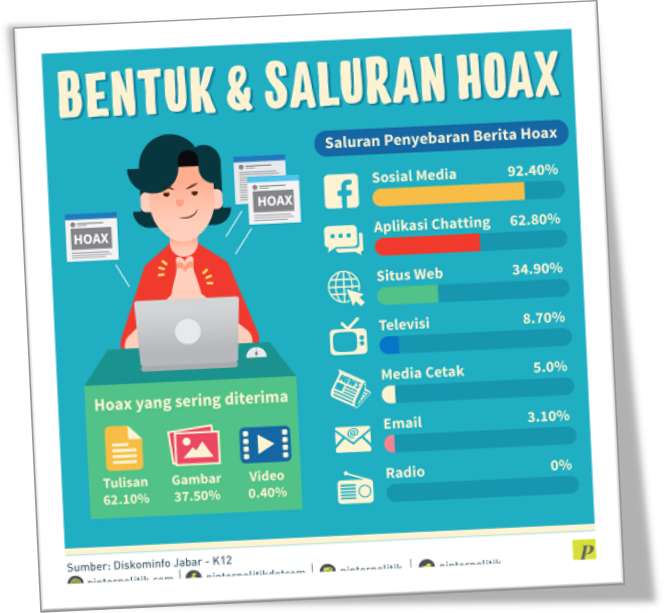 BENTUK & SALURAN HOAX
HOAX
HOAX
Saluran Penyebaran Berita Hoax
Sosial Media 92.40%
Aplikasi Chatting 62.80%
Situs Web 34.90%
Televisi 8.70%
Media Cetak 5.0%
Email 3.10%
Radio 0%
Hoax yang sering diterima
Tulisan
62.10%
Gambar
37.50%
Video
0.40%
Sumber: Diskominfo Jabar - K12
P